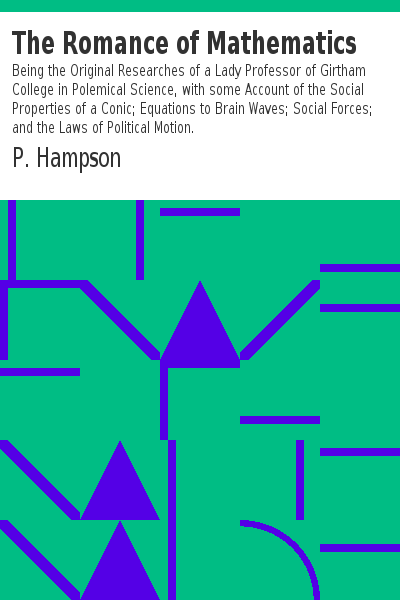 The Romance of Mathematics
Being the Original Researches of a Lady Professor of Girtham
College in Polemical Science, with some Account of the Social
Properties of a Conic; Equations to Brain Waves; Social Forces;
and the Laws of Political Motion.
P. Hampson